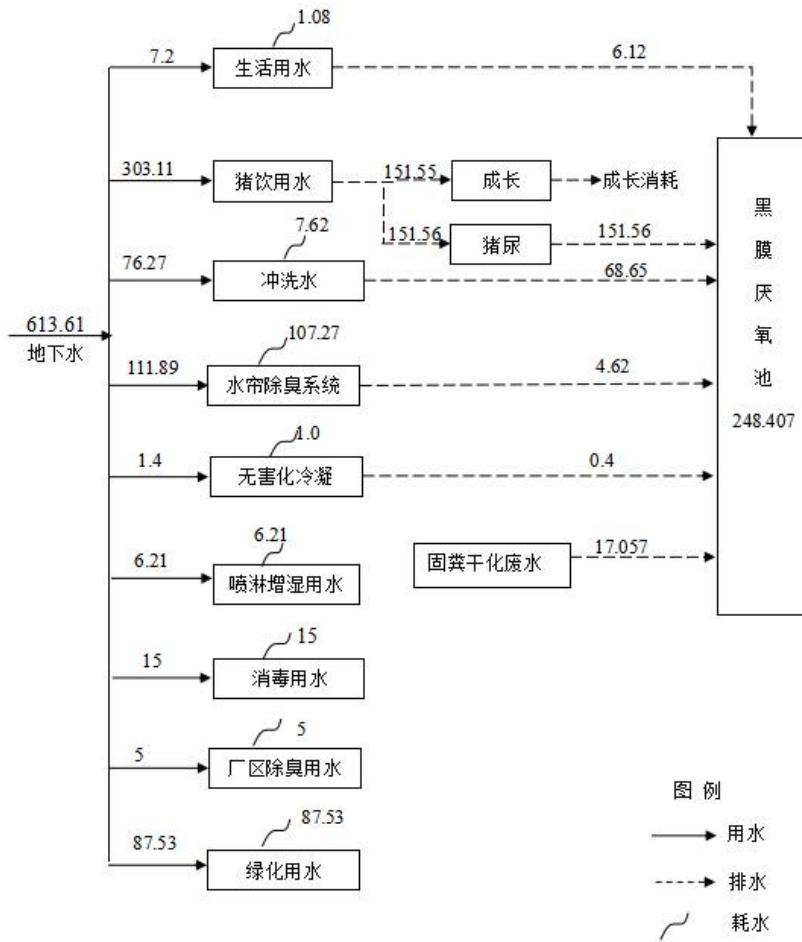 1.08
7.2
生活用水
6.12
303.11
猪饮用水
151.55
成长
成长消耗
151.56
猪尿
151.56
7.62
76.27
冲洗水
68.65
613.61
地下水
107.27
111.89
水帘除臭系统
4.62
1.0
1.4
无害化冷凝
0.4
黑
膜
厌
氧
池
248.407
6.21
6.21
喷淋增湿用水
固粪干化废水
17.057
15
15
消毒用水
5
5
厂区除臭用水
87.53
87.53
绿化用水
图 例
用水
排水
耗水